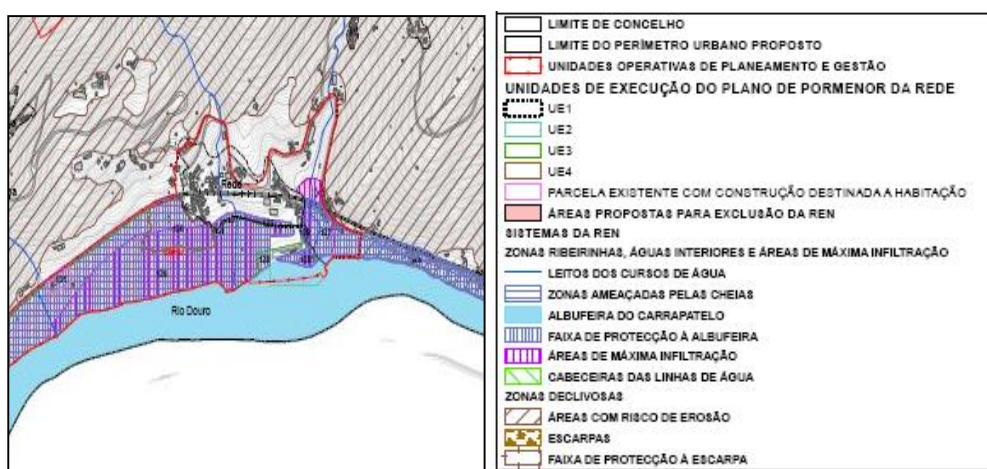 Rede
Rio Douro
LIMITE DE CONCELHO
LIMITE DO PERÍMETRO URBANO PROPOSTO
UNIDADES OPERATIVAS DE PLANEAMENTO E GESTÃO
UNIDADES DE EXECUÇÃO DO PLANO DE PORMENOR DA REDE
UE1
UE2
UE3
UE4
PARCELA EXISTENTE COM CONSTRUÇÃO DESTINADA A HABITAÇÃO
ÁREAS PROPOSTAS PARA EXCLUSÃO DA REN
SISTEMAS DA REN
ZONAS RIBEIRINHAS, ÁGUAS INTERIORES E ÁREAS DE MÁXIMA INFILTRAÇÃO
LEITOS DOS CURSOS DE ÁGUA
ZONAS AMEAÇADAS PELAS CHEIAS
ALBUFEIRA DO CARRAPATELO
FAIXA DE PROTECÇÃO À ALBUFEIRA
ÁREAS DE MÁXIMA INFILTRAÇÃO
CABECEIRAS DAS LINHAS DE ÁGUA
ZONAS DECLIVOSAS
ÁREAS COM RISCO DE EROSÃO
ESCARPAS
FAIXA DE PROTECÇÃO À ESCARPA